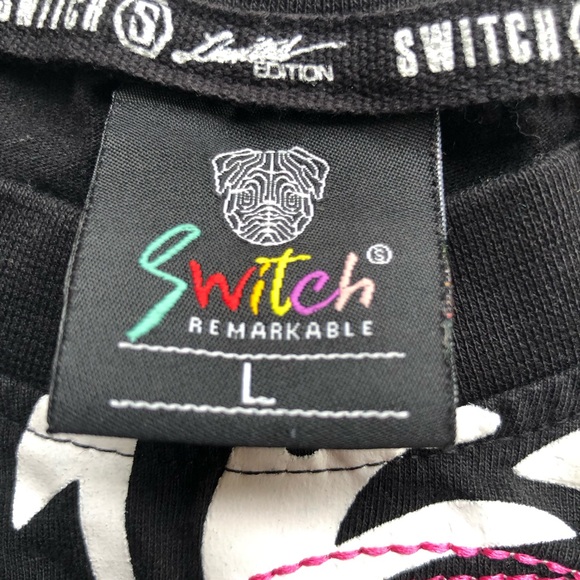 SWITCH S Limited EDITION SWITCH S
Switch S
REMARKABLE
L